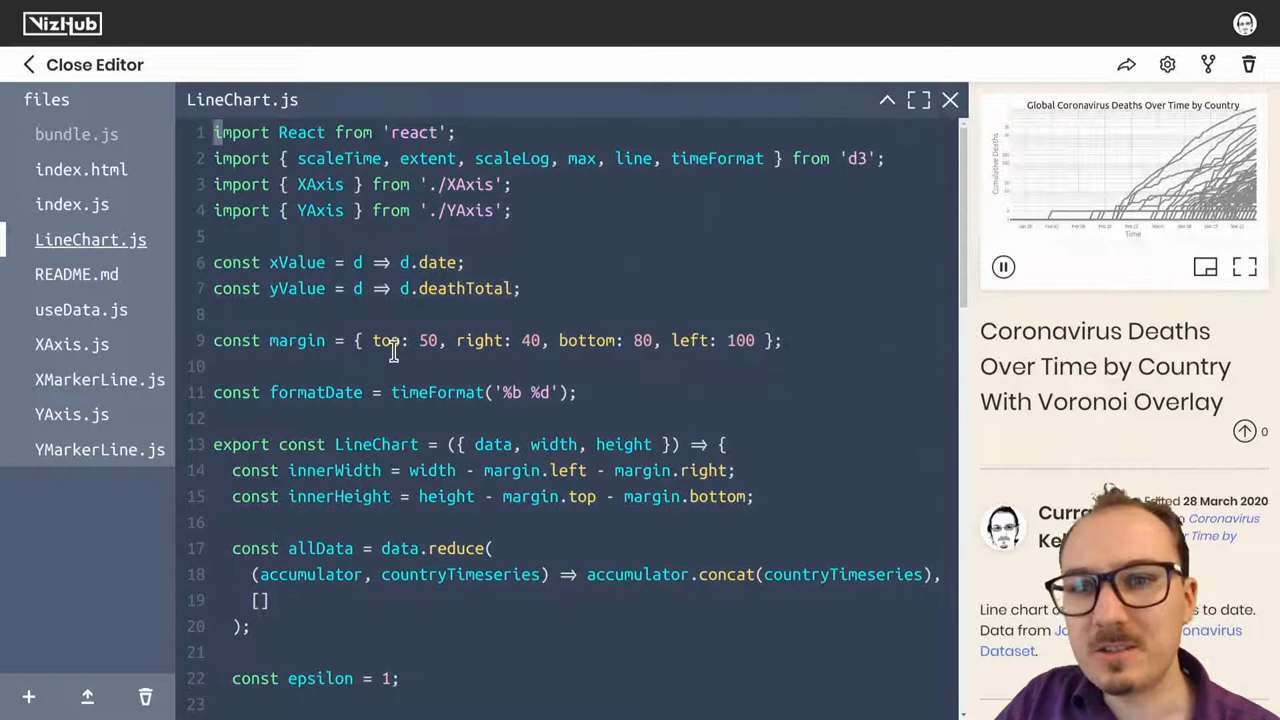 VizHub
Close Editor
files
bundle.js
index.html
index.js
LineChart.js
README.md
useData.js
XAxis.js
XMarkerLine.js
YAxis.js
YMarkerLine.js
LineChart.js
1 import React from 'react';
2 import { scaleTime, extent, scaleLog, max, line, timeFormat } from 'd3';
3 import { XAxis } from './XAxis';
4 import { YAxis } from './YAxis';
5
6 const xValue = d => d.date;
7 const yValue = d => d.deathTotal;
8
9 const margin = { top: 50, right: 40, bottom: 80, left: 100 };
10
11 const formatDate = timeFormat('%b %d');
12
13 export const LineChart = ({ data, width, height }) => {
14 const innerWidth = width - margin.left - margin.right;
15 const innerHeight = height - margin.top - margin.bottom;
16
17 const allData = data.reduce(
18 (accumulator, countryTimeseries) => accumulator.concat(countryTimeseries),
19 []
20 );
21
22 const epsilon = 1;
23
Global Coronavirus Deaths Over Time by Country
Cumulative Deaths
Time
Coronavirus Deaths
Over Time by Country
With Voronoi Overlay
0
Edited 28 March 2020
Coronavirus
Time by
Line chart
s to date.
Data from
Dataset.